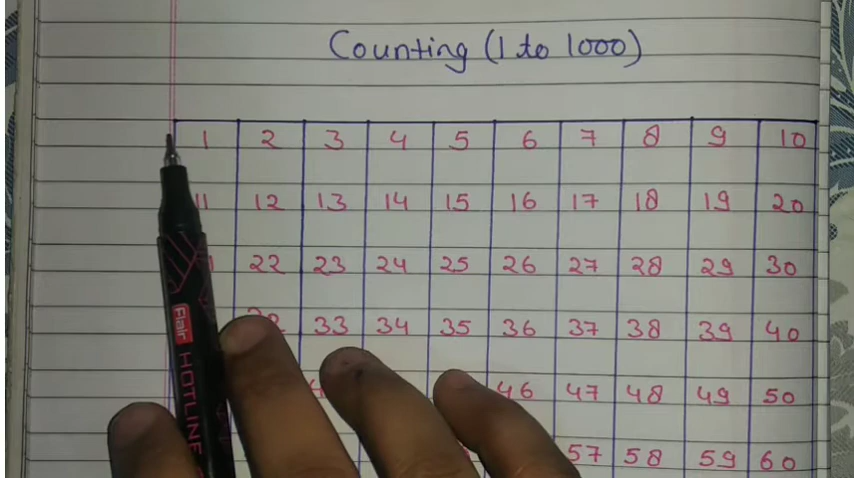 Counting (1 to 1000)
1 2 3 4 5 6 7 8 9 10
11 12 13 14 15 16 17 18 19 20
22 23 24 25 26 27 28 29 30
33 34 35 36 37 38 39 40
46 47 48 49 50
57 58 59 60
Flair HOTLINE